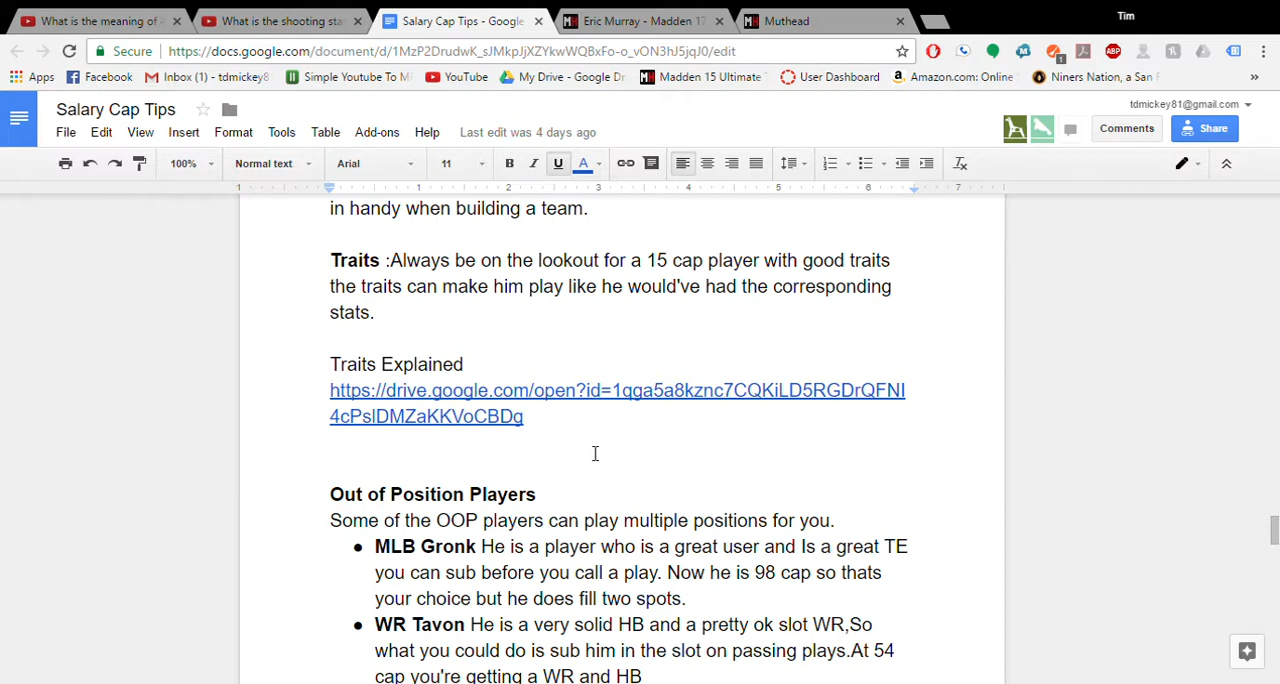 Tim
What is the meaning of
What is the shooting sta
Salary Cap Tips - Google
Eric Murray - Madden 17
Muthead
Secure
https://docs.google.com/document/d/1MzP2DrudwK_sJMkpJjXZYkwWQBxFo-o_vON3hJ5jqJ0/edit
Apps
Facebook
Inbox (1) - tdmickey8
Simple Youtube To M
YouTube
My Drive - Google Dr
Madden 15 Ultimate
User Dashboard
Amazon.com: Online
Niners Nation, a San F
Salary Cap Tips
tdmickey81@gmail.com
File Edit View Insert Format Tools Table Add-ons Help Last edit was 4 days ago
Comments
Share
100% Normal text Arial 11
1 1 2 3 4 5 6 7
in handy when building a team.
Traits :Always be on the lookout for a 15 cap player with good traits
the traits can make him play like he would've had the corresponding
stats.
Traits Explained
https://drive.google.com/open?id=1qga5a8kznc7CQKiLD5RGDrQFNI
4cPslDMZaKKVoCBDg
Out of Position Players
Some of the OOP players can play multiple positions for you.
● MLB Gronk He is a player who is a great user and Is a great TE
you can sub before you call a play. Now he is 98 cap so thats
your choice but he does fill two spots.
● WR Tavon He is a very solid HB and a pretty ok slot WR,So
what you could do is sub him in the slot on passing plays.At 54
cap you're getting a WR and HB